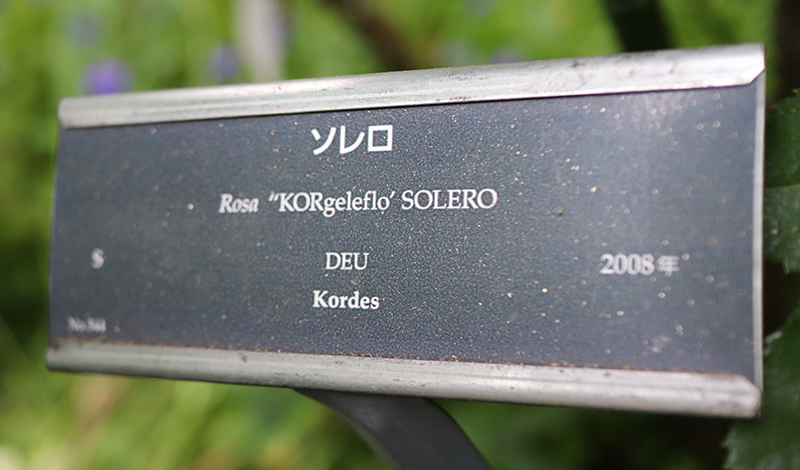 ソレロ
Rosa “KORgeleflo’ SOLERO
S DEU 2008年
Kordes